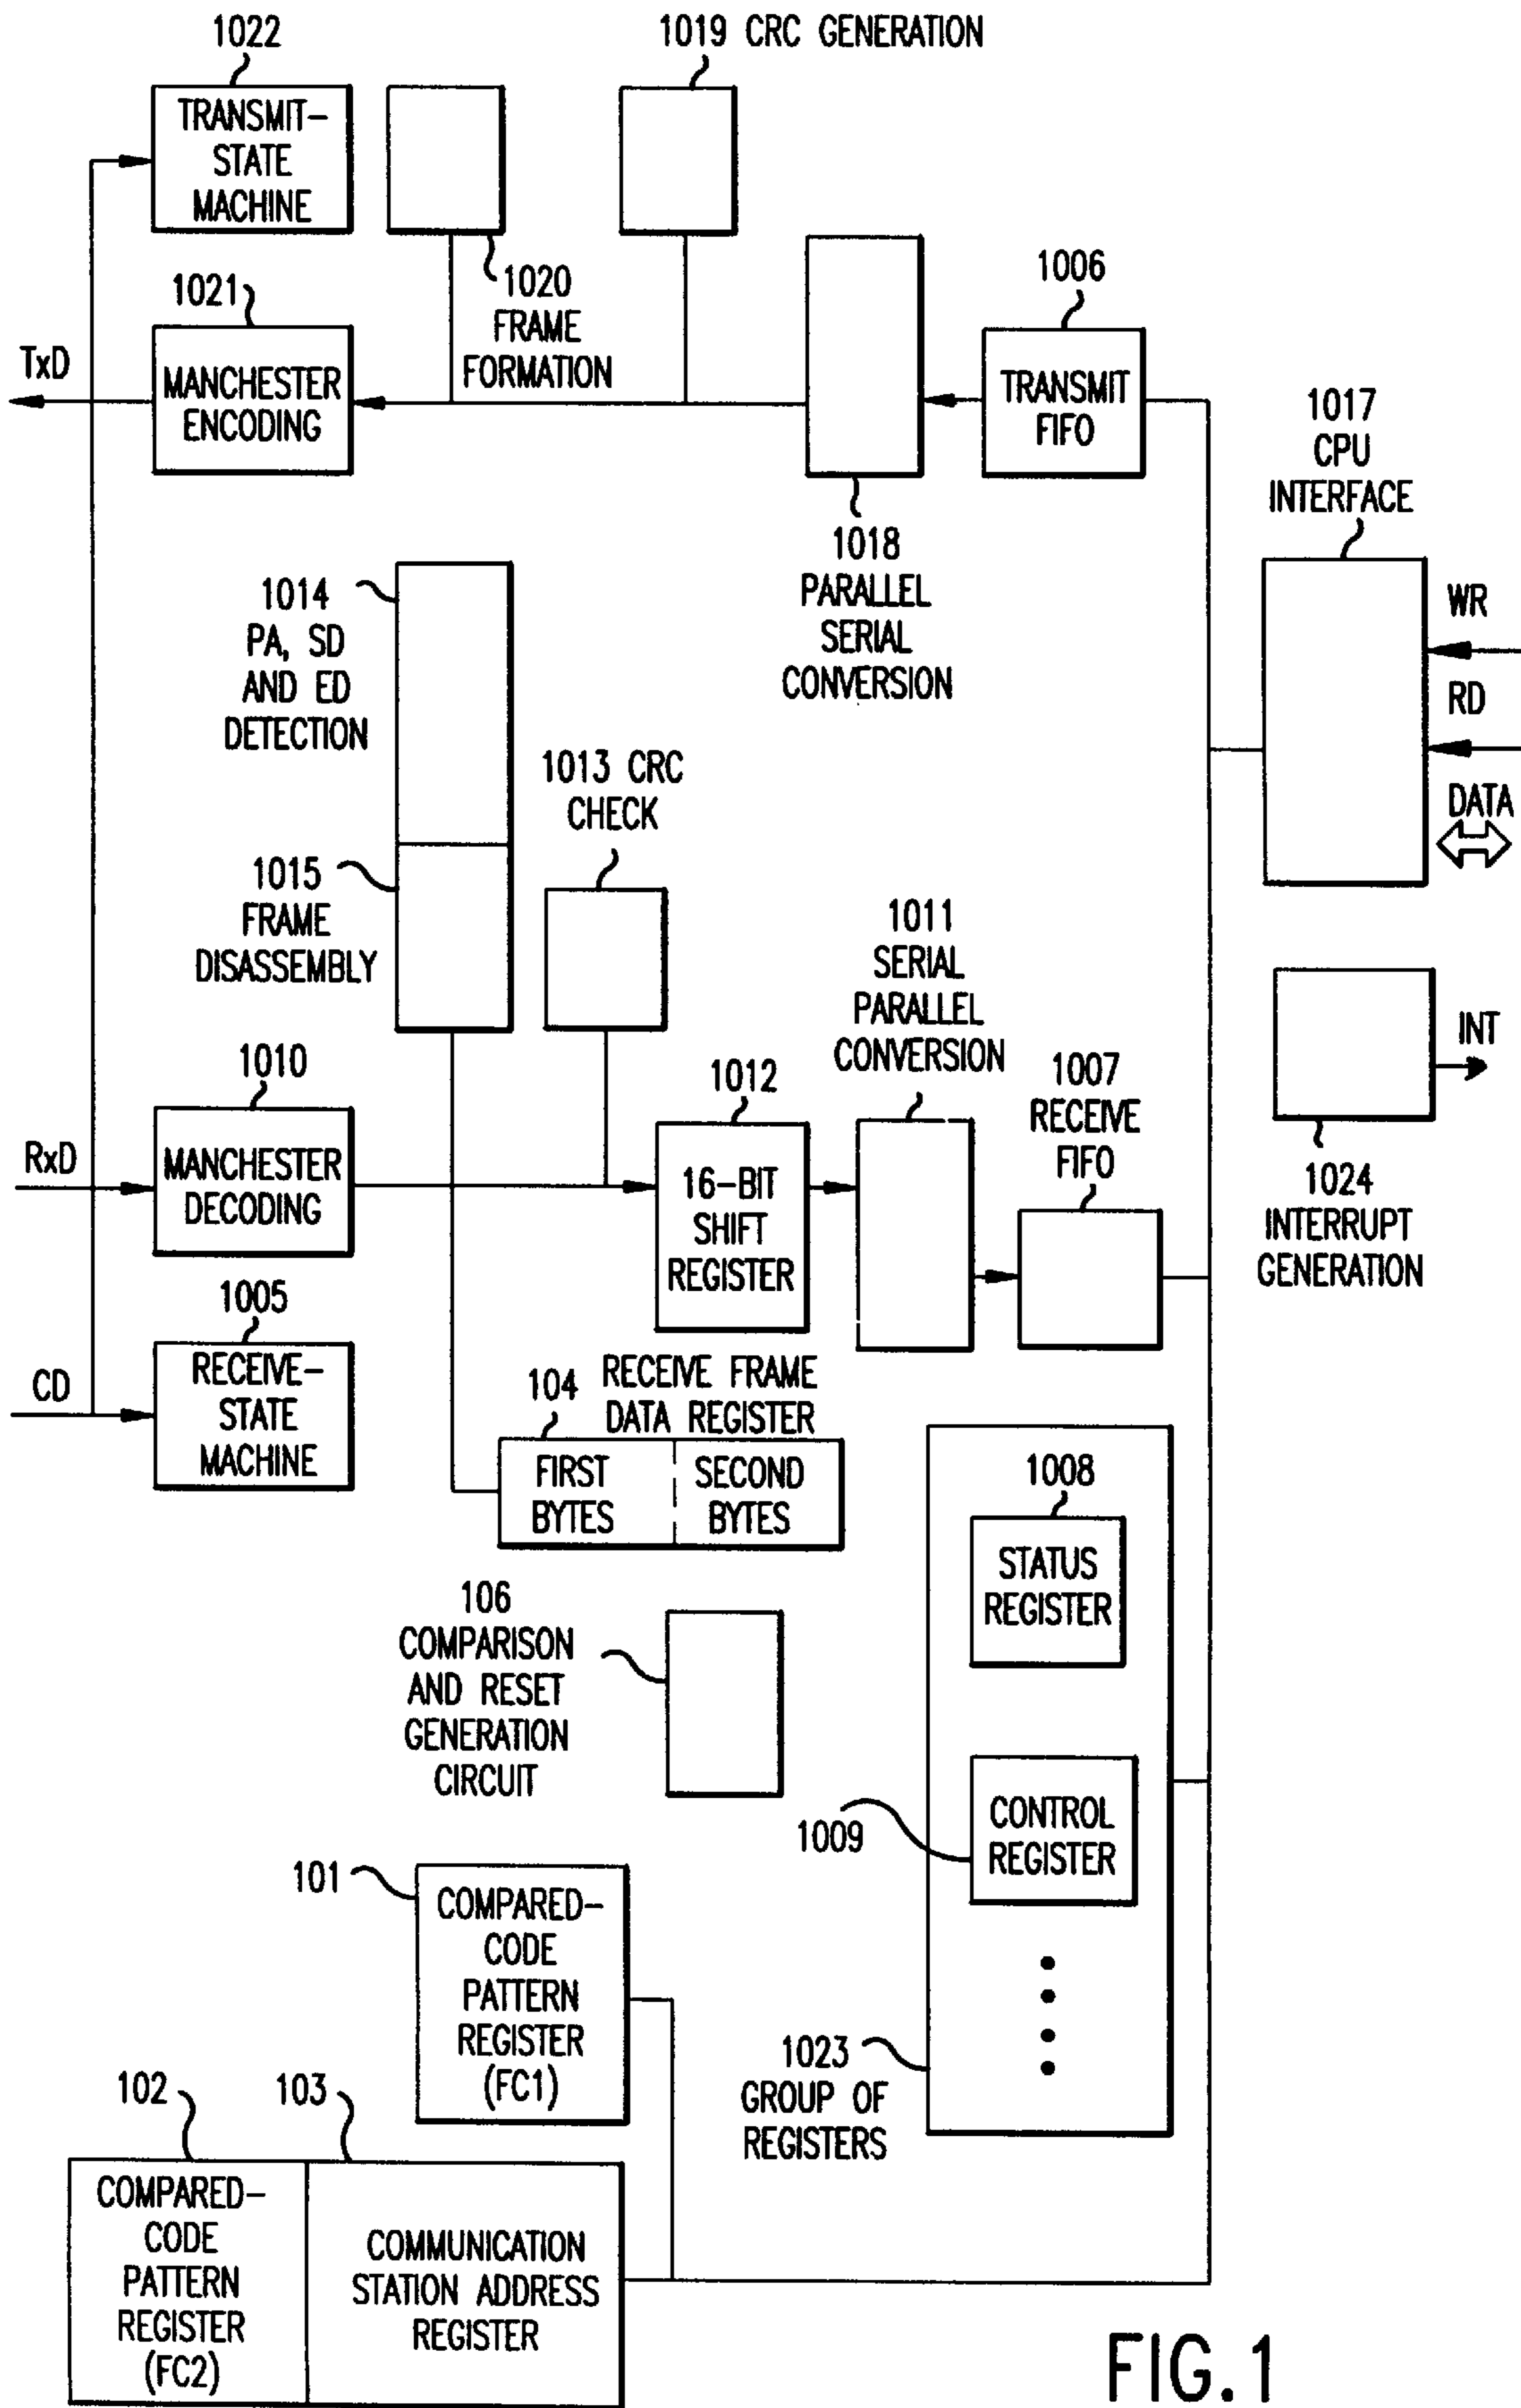 1022
1019 CRC GENERATION
TRANSMIT-
STATE
MACHINE
1020
FRAME
FORMATION
1021
TxD
MANCHESTER
ENCODING
1006
TRANSMIT
FIFO
1017
CPU
INTERFACE
1018
PARALLEL
SERIAL
CONVERSION
1014
PA, SD
AND ED
DETECTION
WR
RD
DATA
1013 CRC
CHECK
1015
FRAME
DISASSEMBLY
1011
SERIAL
PARALLEL
CONVERSION
INT
1010
1012
1007
RECEIVE
FIFO
RxD
MANCHESTER
DECODING
16-BIT
SHIFT
REGISTER
1024
INTERRUPT
GENERATION
1005
CD
RECEIVE-
STATE
MACHINE
104
RECEIVE FRAME
DATA REGISTER
FIRST
BYTES
SECOND
BYTES
1008
STATUS
REGISTER
106
COMPARISON
AND RESET
GENERATION
CIRCUIT
1009
CONTROL
REGISTER
101
COMPARED-
CODE
PATTERN
REGISTER
(FC1)
1023
GROUP OF
REGISTERS
102
103
COMPARED-
CODE
PATTERN
REGISTER
(FC2)
COMMUNICATION
STATION ADDRESS
REGISTER
FIG.1